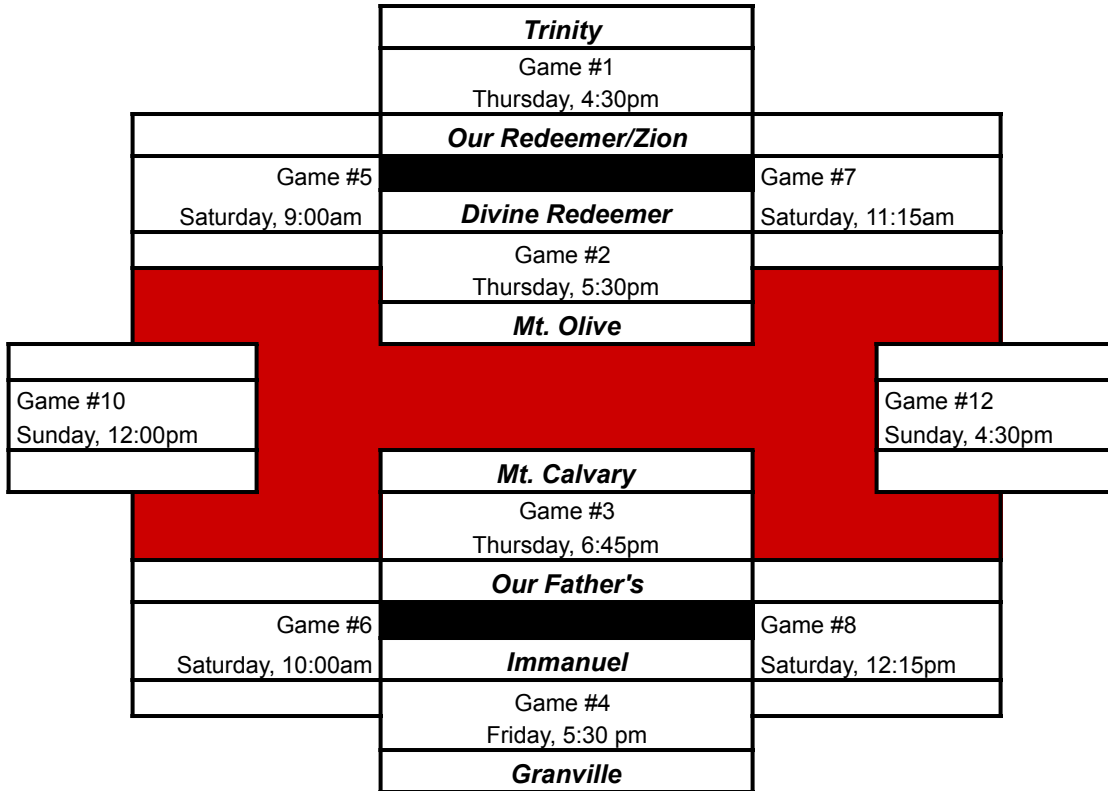 Trinity
Game #1
Thursday, 4:30pm
Our Redeemer/Zion
Game #5
Game #7
Saturday, 9:00am
Divine Redeemer
Saturday, 11:15am
Game #2
Thursday, 5:30pm
Mt. Olive
Game #10
Game #12
Sunday, 12:00pm
Sunday, 4:30pm
Mt. Calvary
Game #3
Thursday, 6:45pm
Our Father's
Game #6
Game #8
Saturday, 10:00am
Immanuel
Saturday, 12:15pm
Game #4
Friday, 5:30 pm
Granville